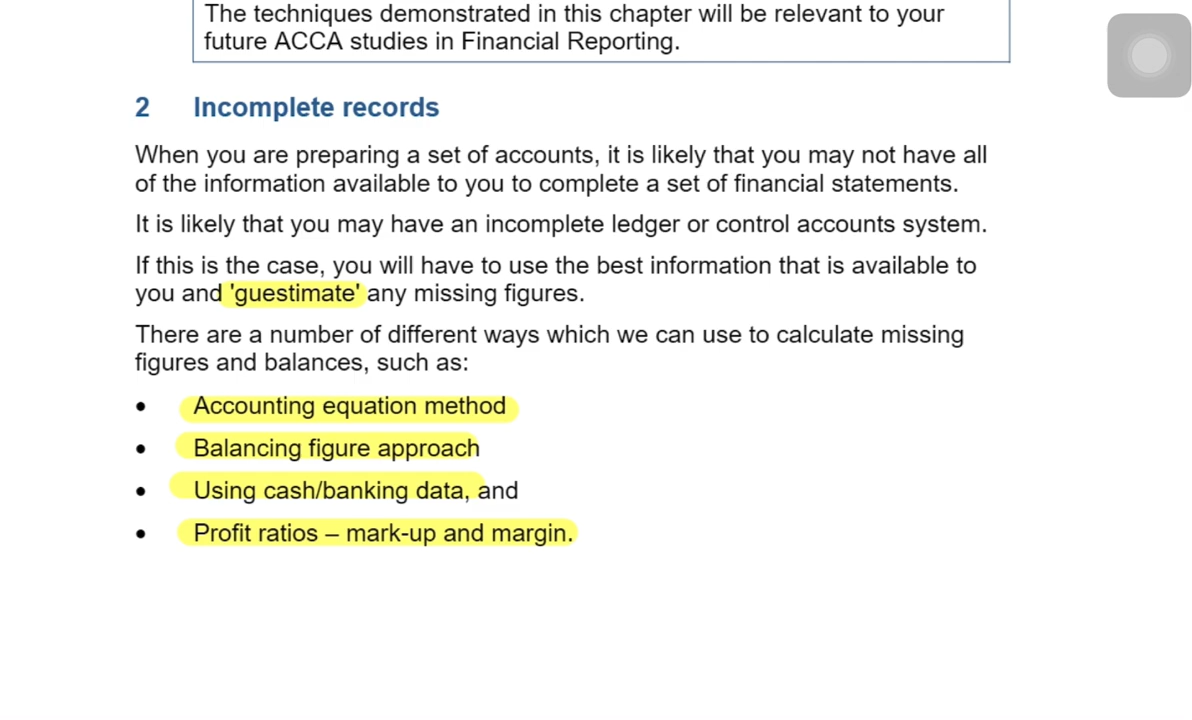 The techniques demonstrated in this chapter will be relevant to your
future ACCA studies in Financial Reporting.
2 Incomplete records
When you are preparing a set of accounts, it is likely that you may not have all
of the information available to you to complete a set of financial statements.
It is likely that you may have an incomplete ledger or control accounts system.
If this is the case, you will have to use the best information that is available to
you and 'guestimate' any missing figures.
There are a number of different ways which we can use to calculate missing
figures and balances, such as:
• Accounting equation method
• Balancing figure approach
• Using cash/banking data, and
• Profit ratios – mark-up and margin.